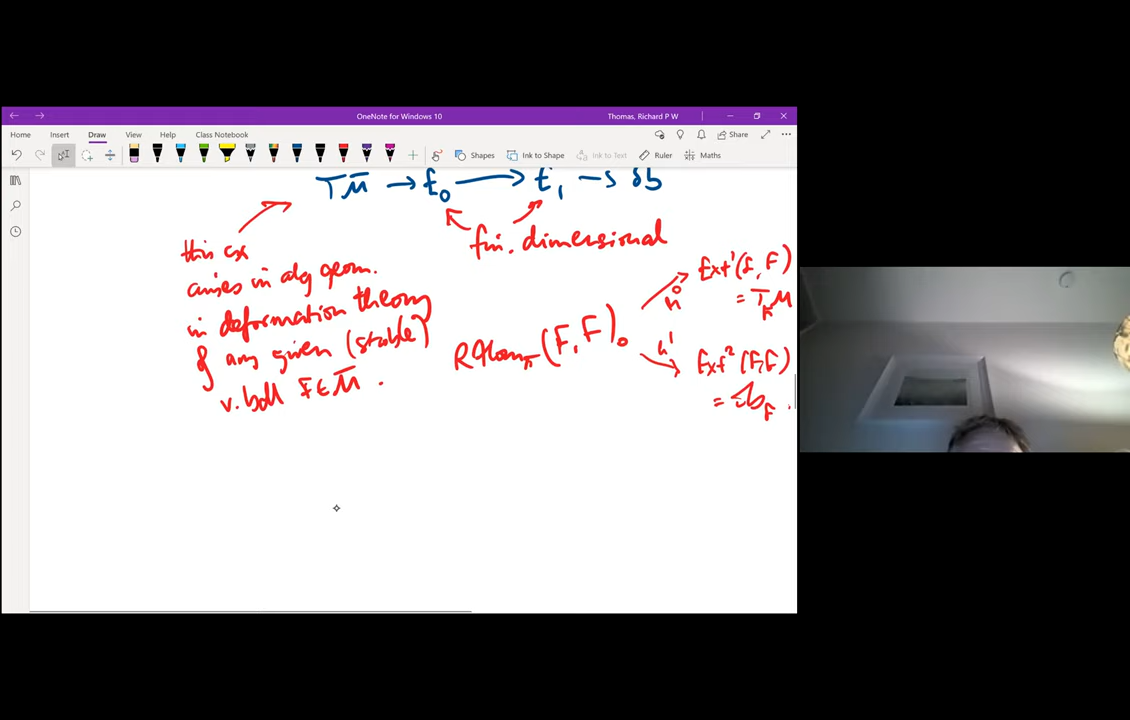 OneNote for Windows 10
Thomas, Richard P W
Home Insert Draw View Help Class Notebook
Share
Shapes Ink to Shape Ink to Text Ruler Maths
TM̅ → E₀ → E₁ → Ob
fin. dimensional
this cx
arises in alg geom.
in deformation theory
of any given (stable)
v. bdl F ∈ M̅ .
RHom_π (F, F)₀
h⁰
Ext¹(F, F)
= T_F M
h¹
Ext²(F, F)
= Ob_F .